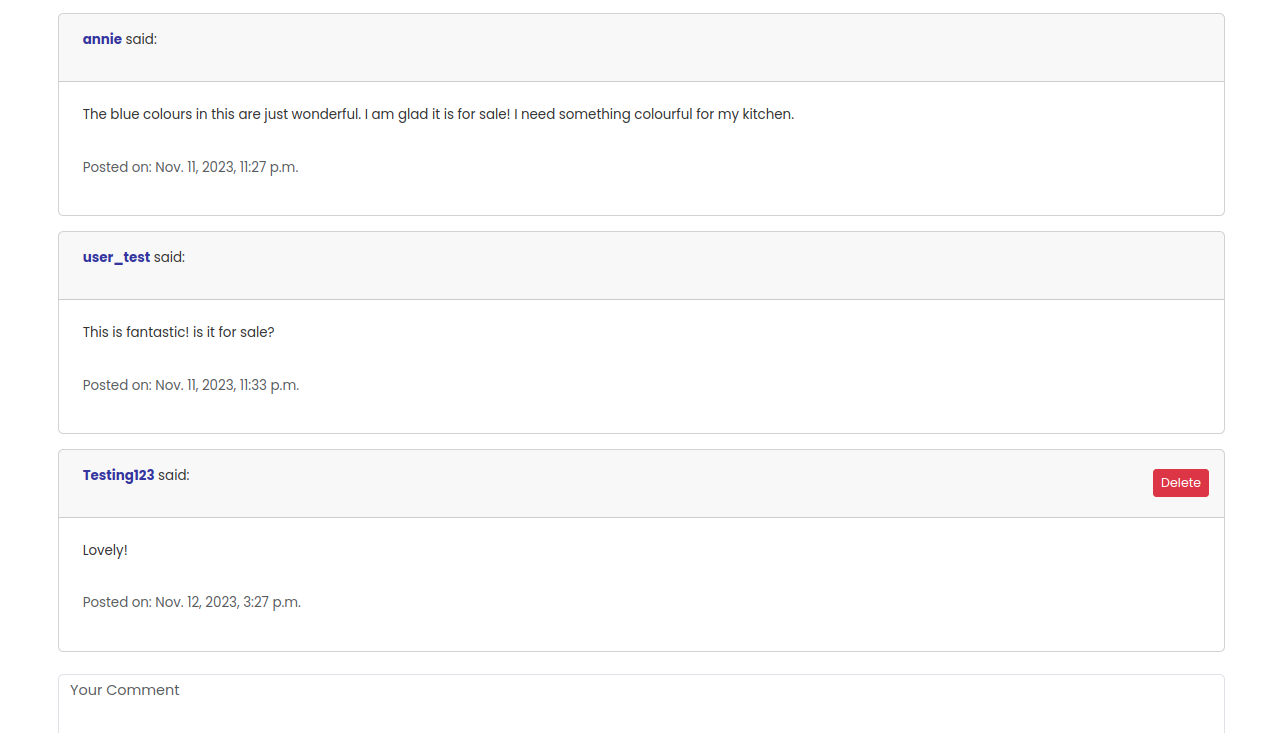 annie said:
The blue colours in this are just wonderful. I am glad it is for sale! I need something colourful for my kitchen.
Posted on: Nov. 11, 2023, 11:27 p.m.
user_test said:
This is fantastic! is it for sale?
Posted on: Nov. 11, 2023, 11:33 p.m.
Testing123 said:
Delete
Lovely!
Posted on: Nov. 12, 2023, 3:27 p.m.
Your Comment